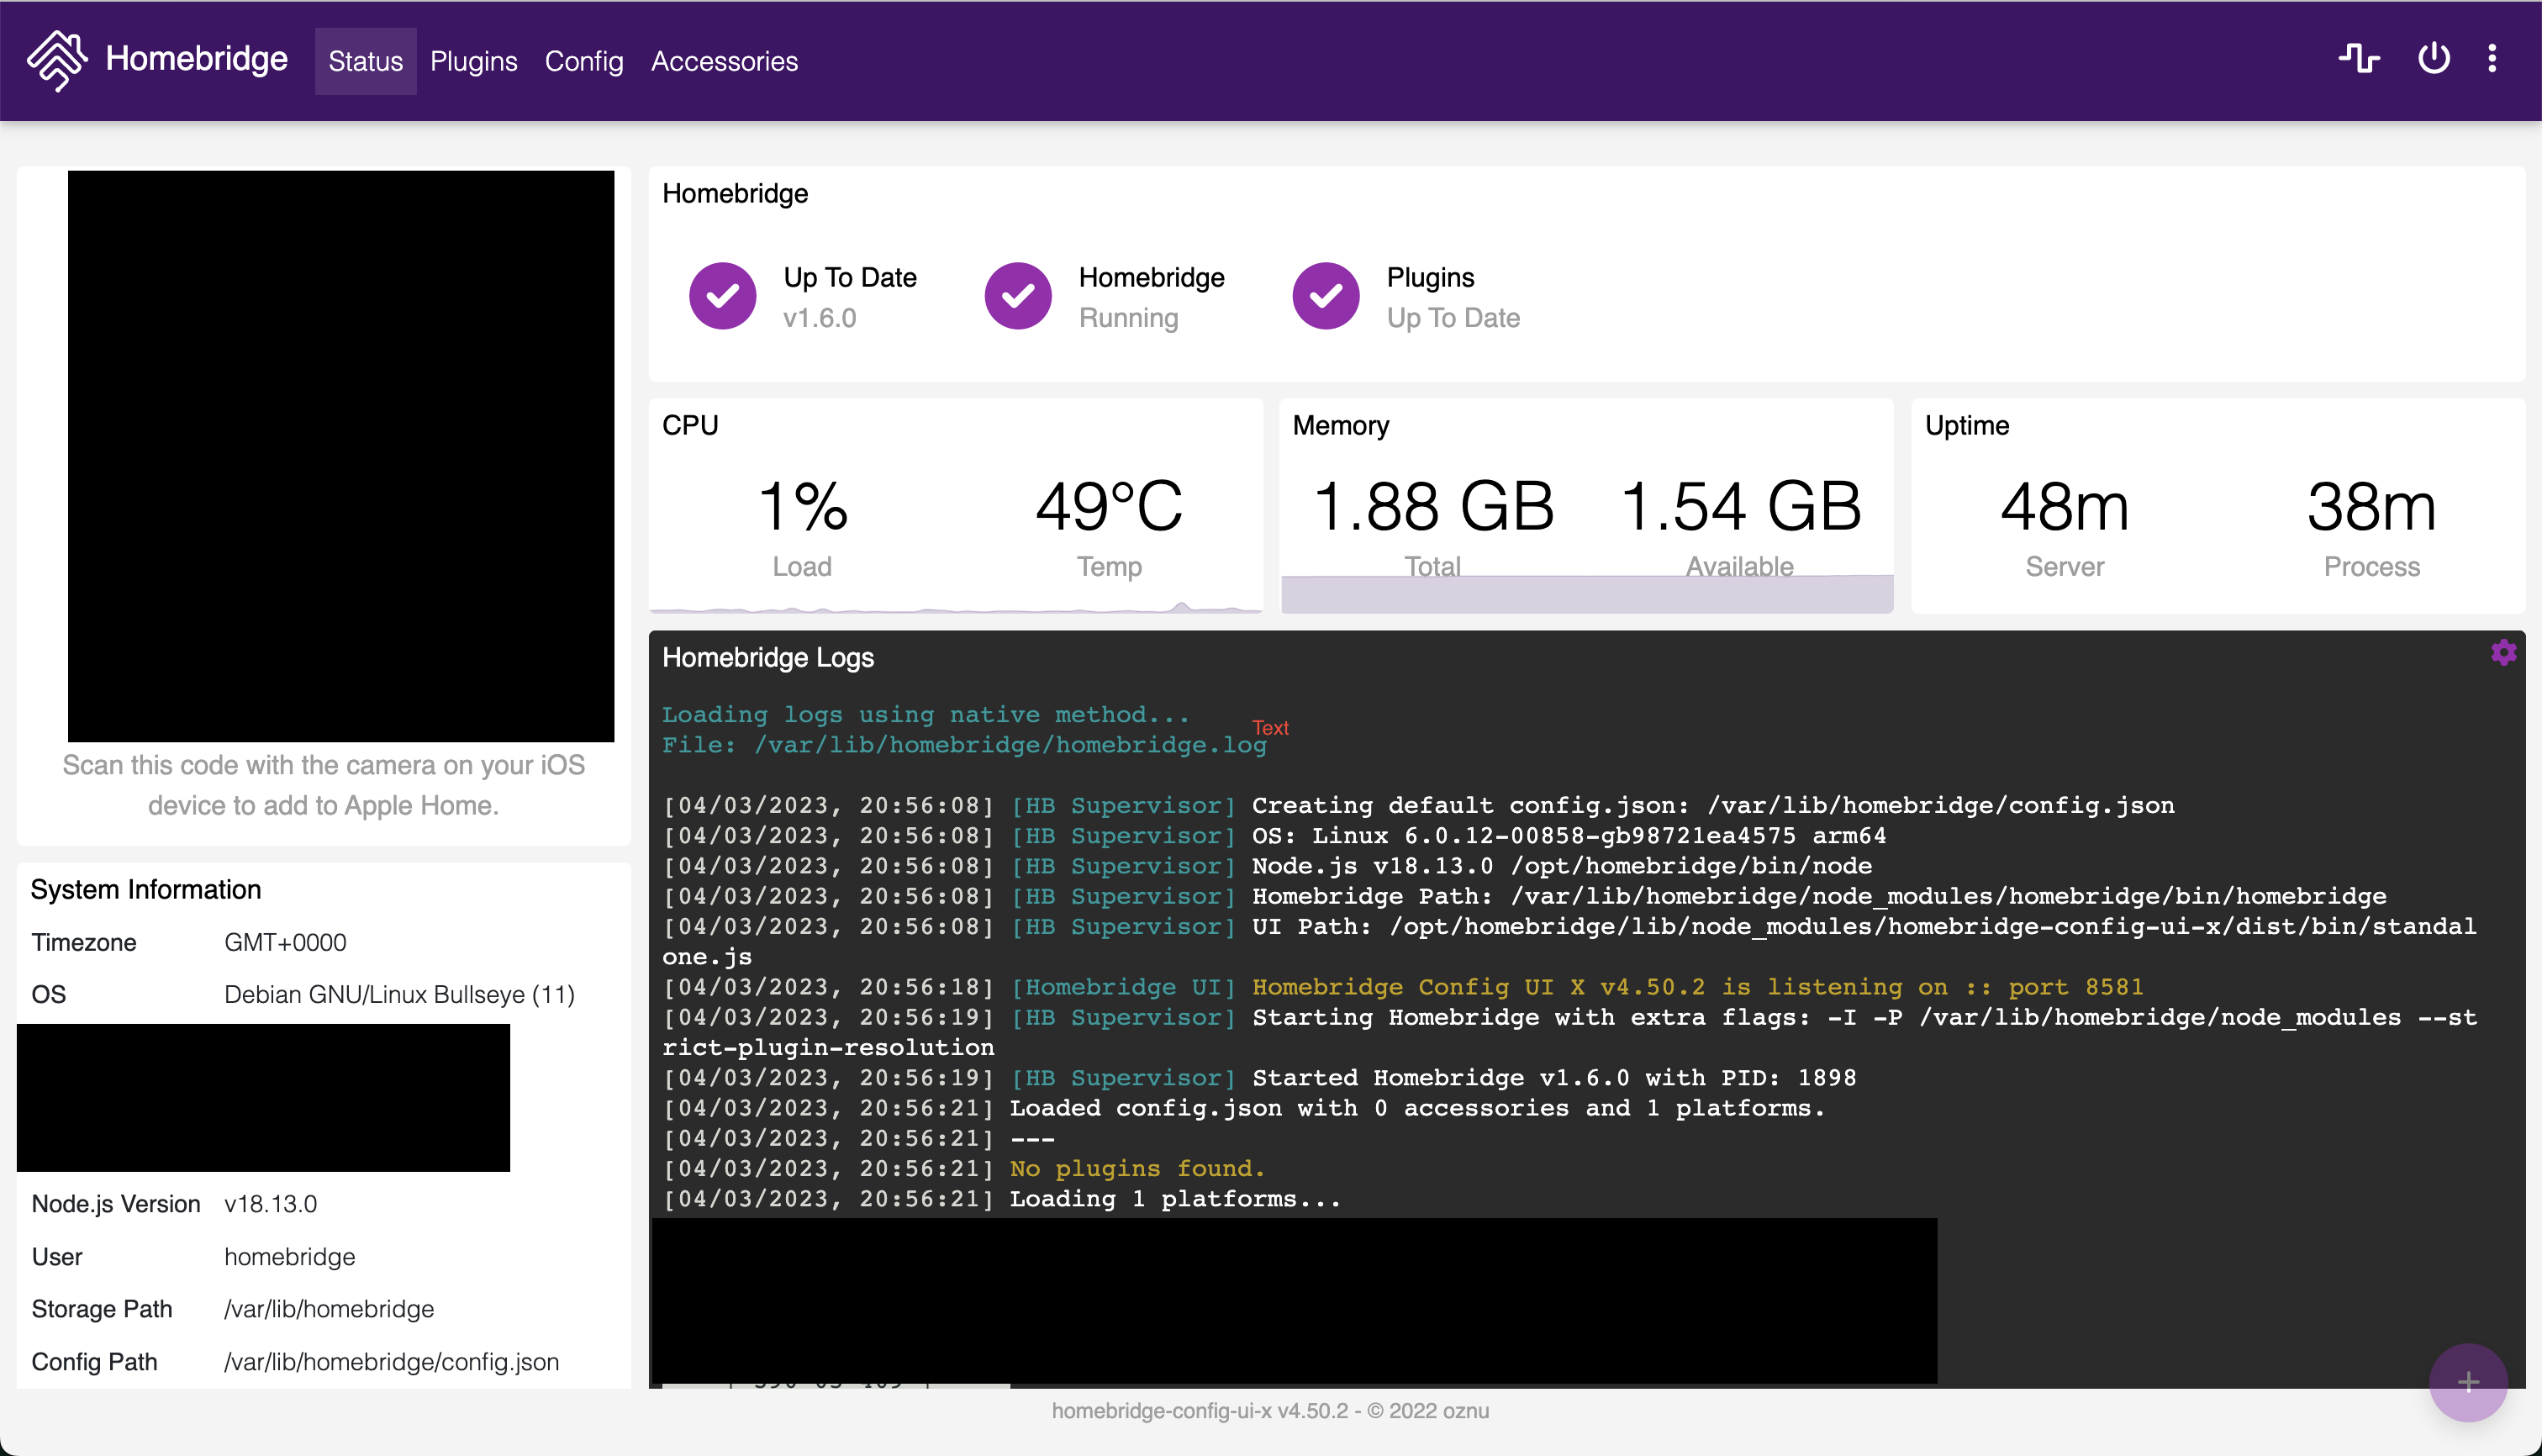 Homebridge
Status
Plugins
Config
Accessories
Scan this code with the camera on your iOS
device to add to Apple Home.
System Information
Timezone GMT+0000
OS Debian GNU/Linux Bullseye (11)
Node.js Version v18.13.0
User homebridge
Storage Path /var/lib/homebridge
Config Path /var/lib/homebridge/config.json
Homebridge
Up To Date
v1.6.0
Homebridge
Running
Plugins
Up To Date
CPU
1%
Load
49°C
Temp
Memory
1.88 GB
Total
1.54 GB
Available
Uptime
48m
Server
38m
Process
Homebridge Logs
Loading logs using native method...
Text
File: /var/lib/homebridge/homebridge.log
[04/03/2023, 20:56:08] [HB Supervisor] Creating default config.json: /var/lib/homebridge/config.json
[04/03/2023, 20:56:08] [HB Supervisor] OS: Linux 6.0.12-00858-gb98721ea4575 arm64
[04/03/2023, 20:56:08] [HB Supervisor] Node.js v18.13.0 /opt/homebridge/bin/node
[04/03/2023, 20:56:08] [HB Supervisor] Homebridge Path: /var/lib/homebridge/node_modules/homebridge/bin/homebridge
[04/03/2023, 20:56:08] [HB Supervisor] UI Path: /opt/homebridge/lib/node_modules/homebridge-config-ui-x/dist/bin/standal
one.js
[04/03/2023, 20:56:18] [Homebridge UI] Homebridge Config UI X v4.50.2 is listening on :: port 8581
[04/03/2023, 20:56:19] [HB Supervisor] Starting Homebridge with extra flags: -I -P /var/lib/homebridge/node_modules --st
rict-plugin-resolution
[04/03/2023, 20:56:19] [HB Supervisor] Started Homebridge v1.6.0 with PID: 1898
[04/03/2023, 20:56:21] Loaded config.json with 0 accessories and 1 platforms.
[04/03/2023, 20:56:21] ---
[04/03/2023, 20:56:21] No plugins found.
[04/03/2023, 20:56:21] Loading 1 platforms...
homebridge-config-ui-x v4.50.2 - © 2022 oznu